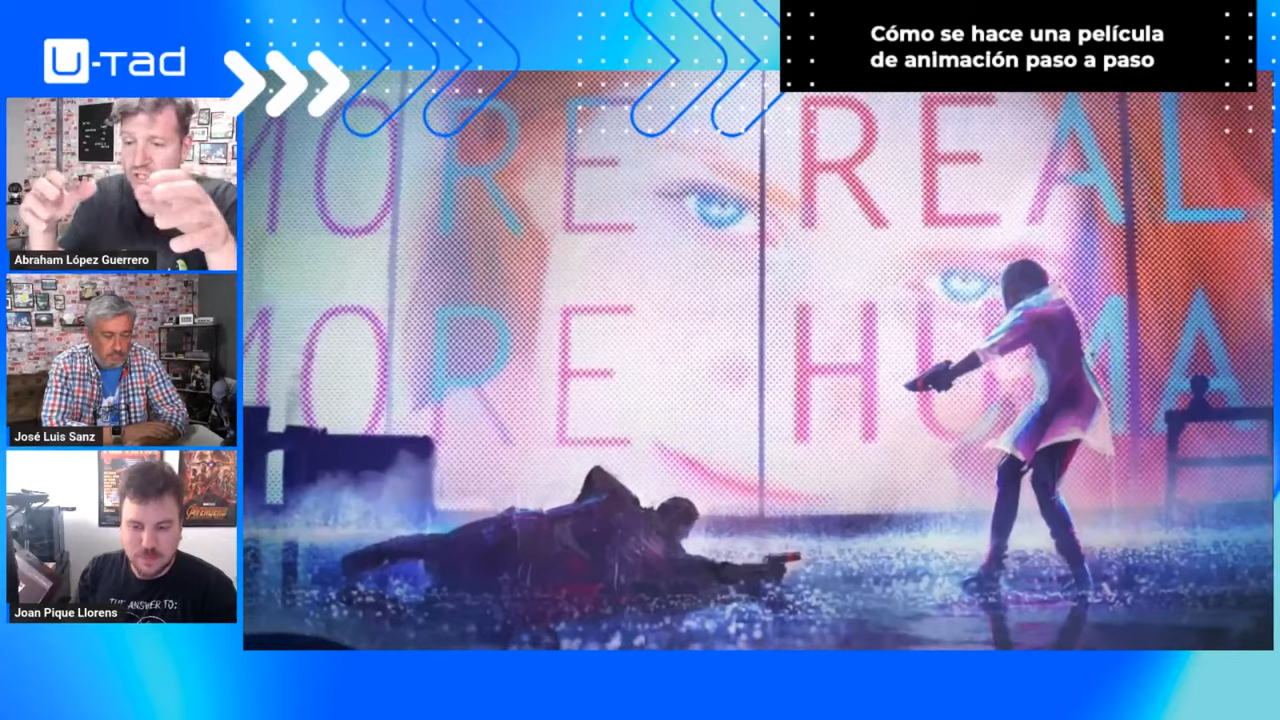 U-Tad
Cómo se hace una película
de animación paso a paso
MORE REAL
MORE HUMA
Abraham López Guerrero
José Luis Sanz
AVENGERS
THE ANSWER TO:
Joan Pique Llorens